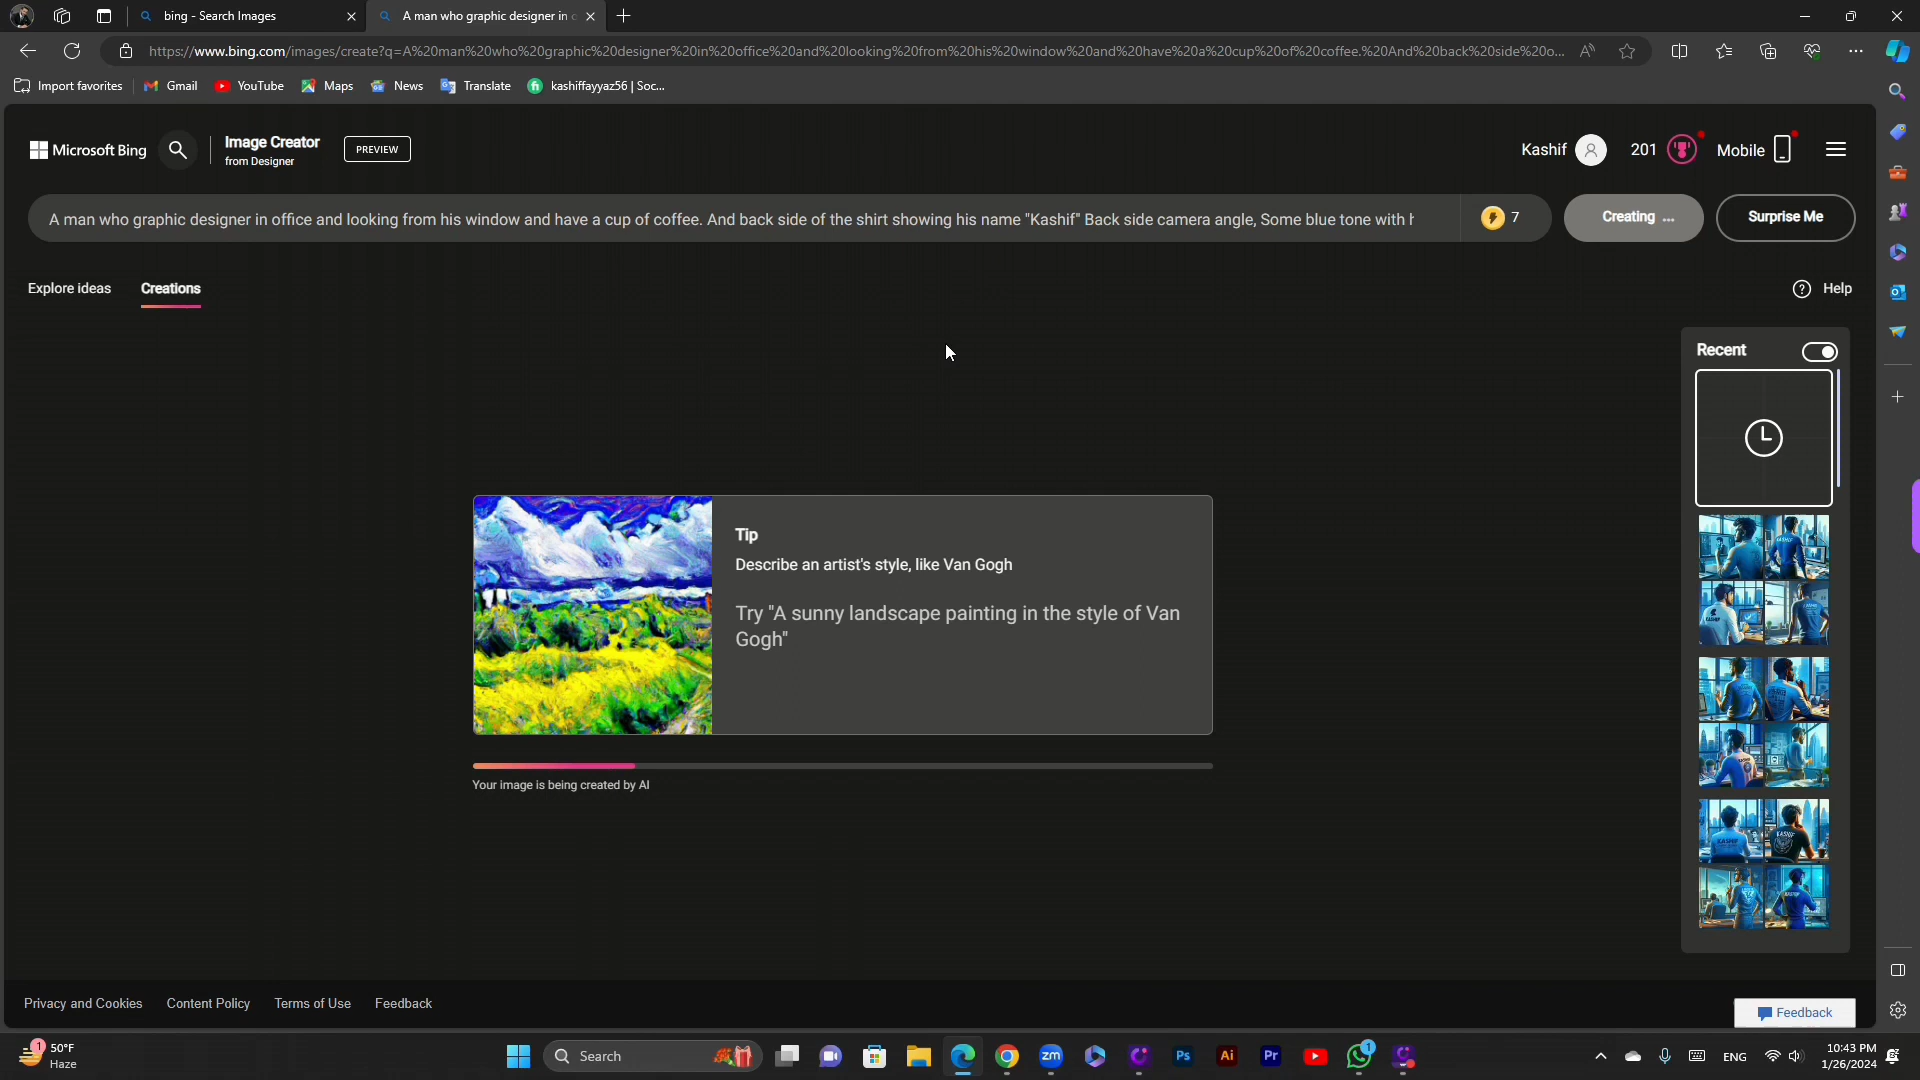 bing - Search Images
A man who graphic designer in o
https://www.bing.com/images/create?q=A%20man%20who%20graphic%20designer%20in%20office%20and%20looking%20from%20his%20window%20and%20have%20a%20cup%20of%20coffee.%20And%20back%20side%20o...
Import favorites
Gmail
YouTube
Maps
News
Translate
kashiffayyaz56 | Soc...
Microsoft Bing
Image Creator
from Designer
PREVIEW
Kashif
201
Mobile
A man who graphic designer in office and looking from his window and have a cup of coffee. And back side of the shirt showing his name "Kashif" Back side camera angle, Some blue tone with
7
Creating ...
Surprise Me
Explore ideas
Creations
Help
Recent
Tip
Describe an artist's style, like Van Gogh
Try "A sunny landscape painting in the style of Van
Gogh"
Your image is being created by AI
Privacy and Cookies
Content Policy
Terms of Use
Feedback
Feedback
1
50°F
Haze
Search
zm
Ps
Ai
Pr
1
ENG
10:43 PM
1/26/2024